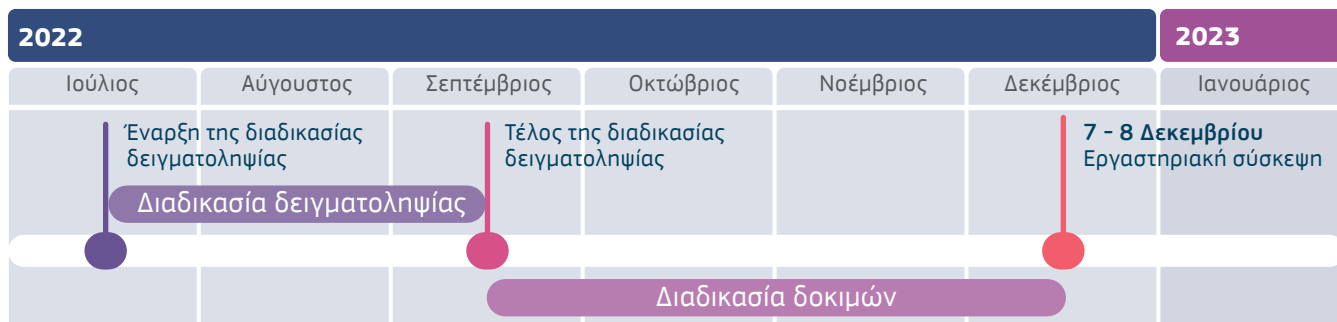 2022 2023
Ιούλιος Αύγουστος Σεπτέμβριος Οκτώβριος Νοέμβριος Δεκέμβριος Ιανουάριος
Έναρξη της διαδικασίας
δειγματοληψίας
Τέλος της διαδικασίας
δειγματοληψίας
7 - 8 Δεκεμβρίου
Εργαστηριακή σύσκεψη
Διαδικασία δειγματοληψίας
Διαδικασία δοκιμών